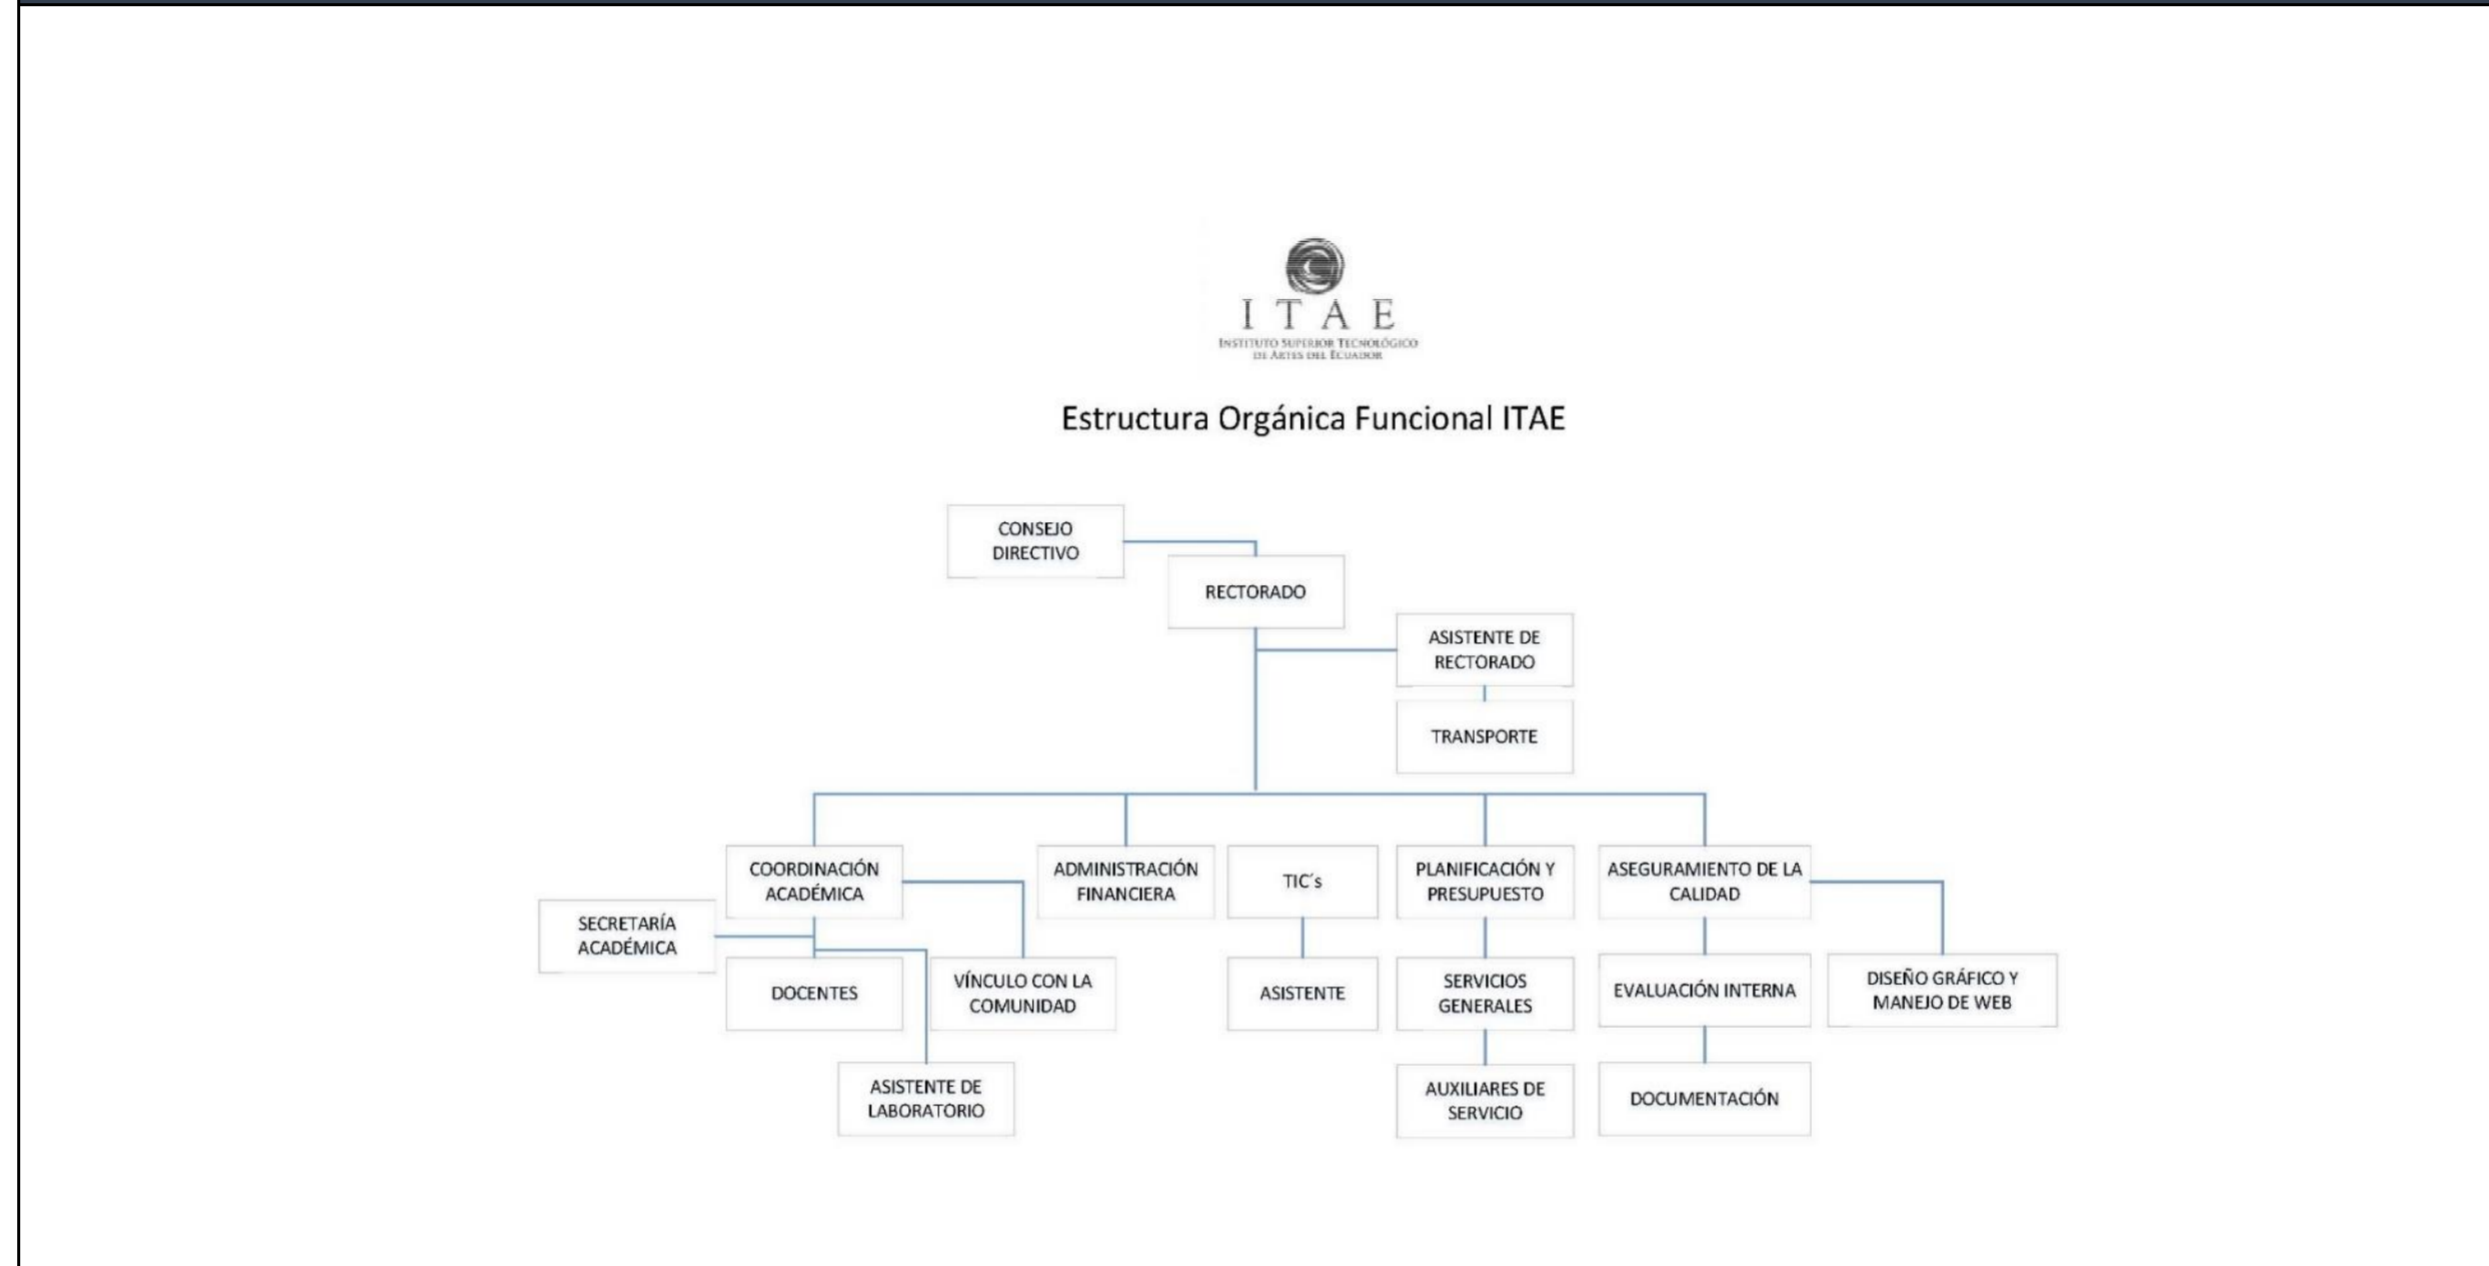 ITAE
INSTITUTO SUPERIOR TECNOLÓGICO
DE ARTES DEL ECUADOR
Estructura Orgánica Funcional ITAE
CONSEJO
DIRECTIVO
RECTORADO
ASISTENTE DE
RECTORADO
TRANSPORTE
COORDINACIÓN
ACADÉMICA
ADMINISTRACIÓN
FINANCIERA
TIC´s
PLANIFICACIÓN Y
PRESUPUESTO
ASEGURAMIENTO DE LA
CALIDAD
SECRETARÍA
ACADÉMICA
DOCENTES
VÍNCULO CON LA
COMUNIDAD
ASISTENTE
SERVICIOS
GENERALES
EVALUACIÓN INTERNA
DISEÑO GRÁFICO Y
MANEJO DE WEB
ASISTENTE DE
LABORATORIO
AUXILIARES DE
SERVICIO
DOCUMENTACIÓN